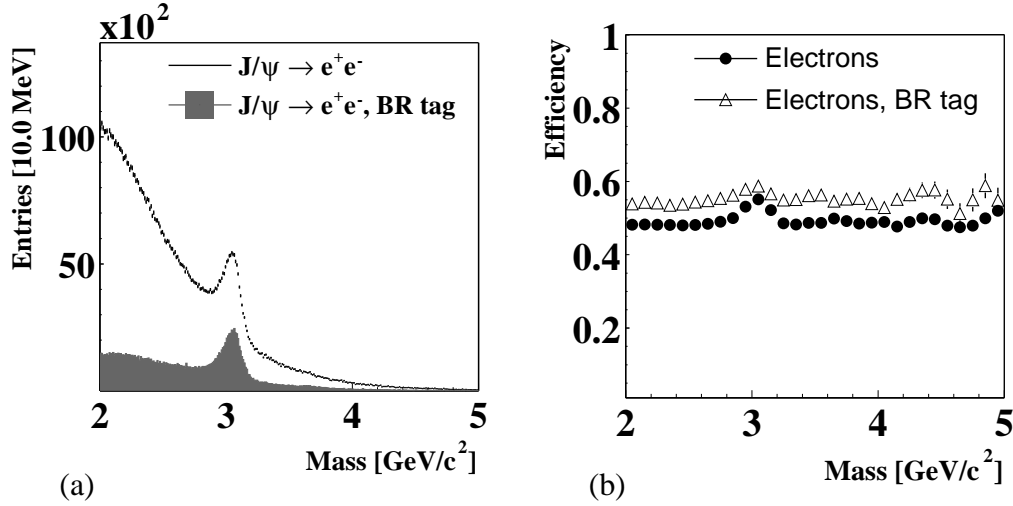 x10²
J/ψ → e⁺e⁻
J/ψ → e⁺e⁻, BR tag
Entries [10.0 MeV]
100
50
2 3 4 5
Mass [GeV/c²]
(a)
Efficiency
1
0.8
0.6
0.4
0.2
Electrons
Electrons, BR tag
2 3 4 5
Mass [GeV/c²]
(b)